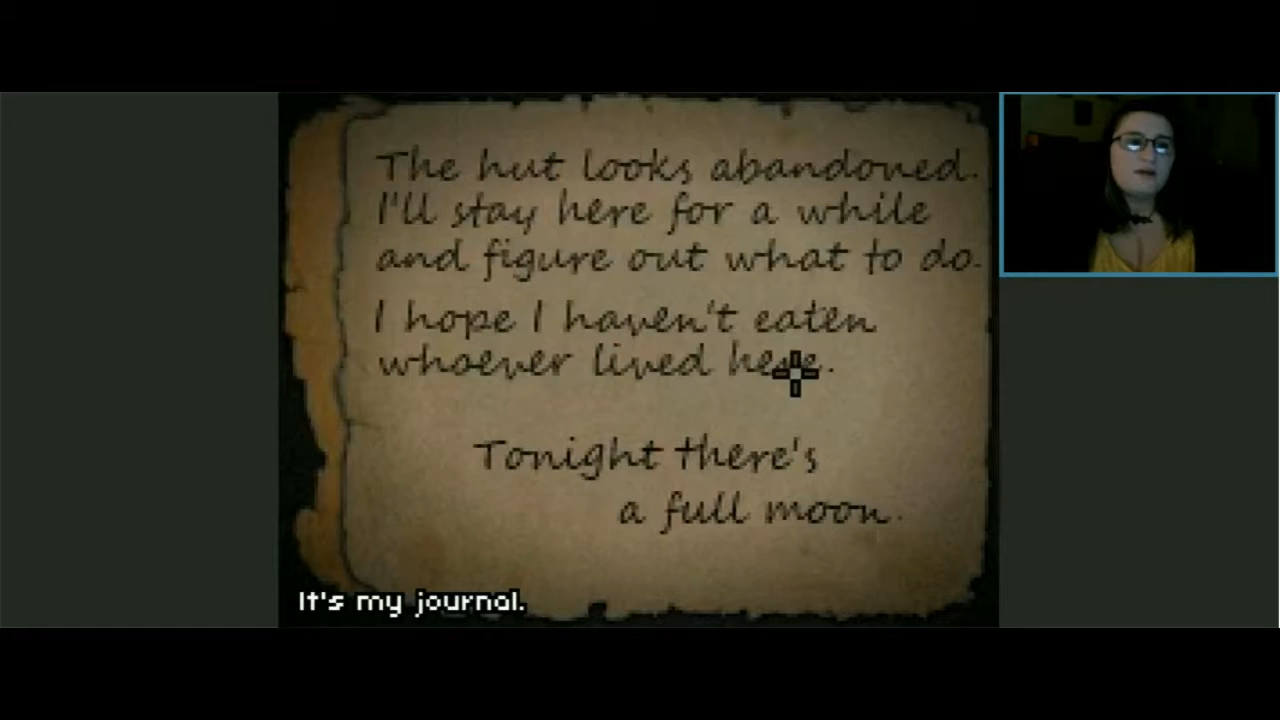 The hut looks abandoned.
I'll stay here for a while
and figure out what to do.
I hope I haven't eaten
whoever lived here.
Tonight there's
a full moon.
It's my journal.